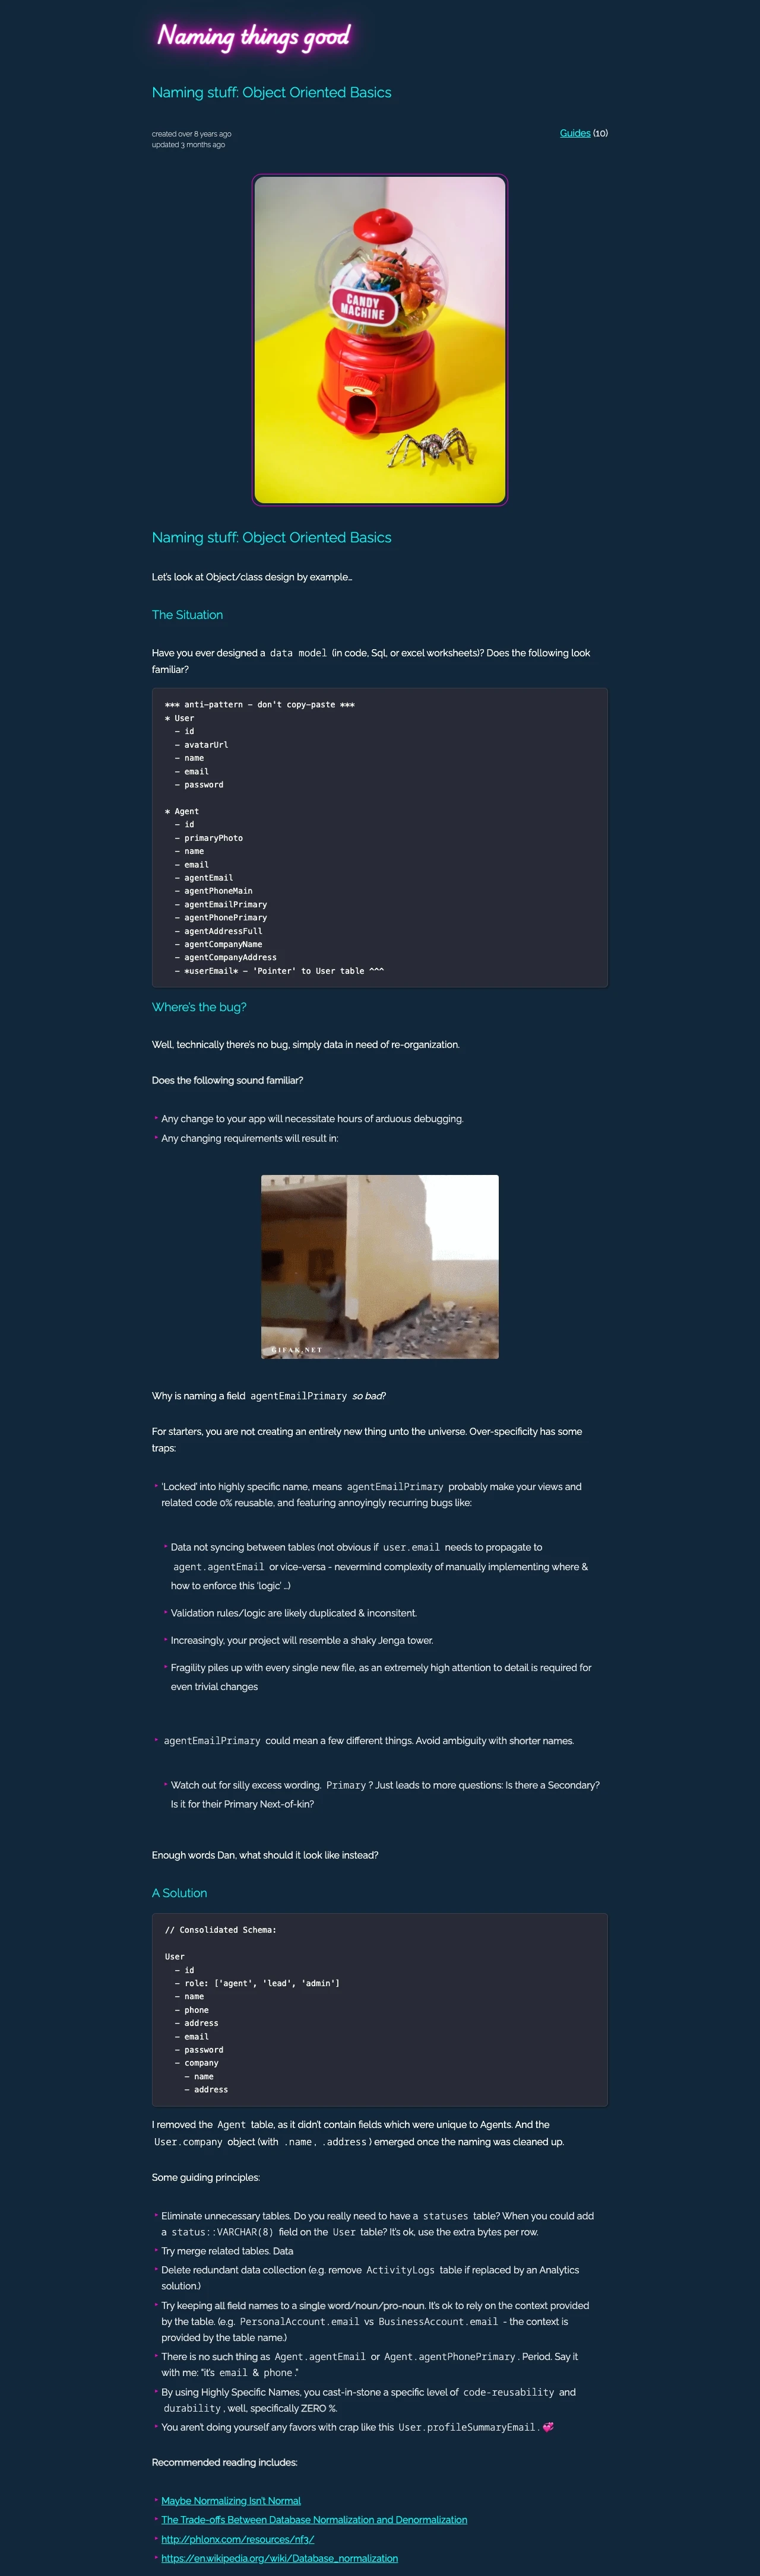 Naming things good
Naming stuff: Object Oriented Basics
created over 8 years ago
updated 3 months ago
Guides (10)
CANDY
MACHINE
Naming stuff: Object Oriented Basics
Let's look at Object/class design by example…
The Situation
Have you ever designed a data model (in code, Sql, or excel worksheets)? Does the following look
familiar?
*** anti-pattern - don't copy-paste ***
* User
- id
- avatarUrl
- name
- email
- password
* Agent
- id
- primaryPhoto
- name
- email
- agentEmail
- agentPhoneMain
- agentEmailPrimary
- agentPhonePrimary
- agentAddressFull
- agentCompanyName
- agentCompanyAddress
- *userEmail* - 'Pointer' to User table ^^^
Where's the bug?
Well, technically there's no bug, simply data in need of re-organization.
Does the following sound familiar?
* Any change to your app will necessitate hours of arduous debugging.
* Any changing requirements will result in:
GIFAK.NET
Why is naming a field agentEmailPrimary so bad?
For starters, you are not creating an entirely new thing unto the universe. Over-specificity has some
traps:
* 'Locked' into highly specific name, means agentEmailPrimary probably make your views and
related code 0% reusable, and featuring annoyingly recurring bugs like:
* Data not syncing between tables (not obvious if user.email needs to propagate to
agent.agentEmail or vice-versa - nevermind complexity of manually implementing where &
how to enforce this 'logic' …)
* Validation rules/logic are likely duplicated & inconsitent.
* Increasingly, your project will resemble a shaky Jenga tower.
* Fragility piles up with every single new file, as an extremely high attention to detail is required for
even trivial changes
* agentEmailPrimary could mean a few different things. Avoid ambiguity with shorter names.
* Watch out for silly excess wording. Primary? Just leads to more questions: Is there a Secondary?
Is it for their Primary Next-of-kin?
Enough words Dan, what should it look like instead?
A Solution
// Consolidated Schema:
User
- id
- role: ['agent', 'lead', 'admin']
- name
- phone
- address
- email
- password
- company
- name
- address
I removed the Agent table, as it didn't contain fields which were unique to Agents. And the
User.company object (with .name, .address) emerged once the naming was cleaned up.
Some guiding principles:
* Eliminate unnecessary tables. Do you really need to have a statuses table? When you could add
a status::VARCHAR(8) field on the User table? It's ok, use the extra bytes per row.
* Try merge related tables. Data
* Delete redundant data collection (e.g. remove ActivityLogs table if replaced by an Analytics
solution.)
* Try keeping all field names to a single word/noun/pro-noun. It's ok to rely on the context provided
by the table. (e.g. PersonalAccount.email vs BusinessAccount.email - the context is
provided by the table name.)
* There is no such thing as Agent.agentEmail or Agent.agentPhonePrimary. Period. Say it
with me: "it's email & phone."
* By using Highly Specific Names, you cast-in-stone a specific level of code-reusability and
durability, well, specifically ZERO %.
* You aren't doing yourself any favors with crap like this User.profileSummaryEmail. 💞
Recommended reading includes:
* Maybe Normalizing Isn't Normal
* The Trade-offs Between Database Normalization and Denormalization
* http://phlonx.com/resources/nf3/
* https://en.wikipedia.org/wiki/Database_normalization